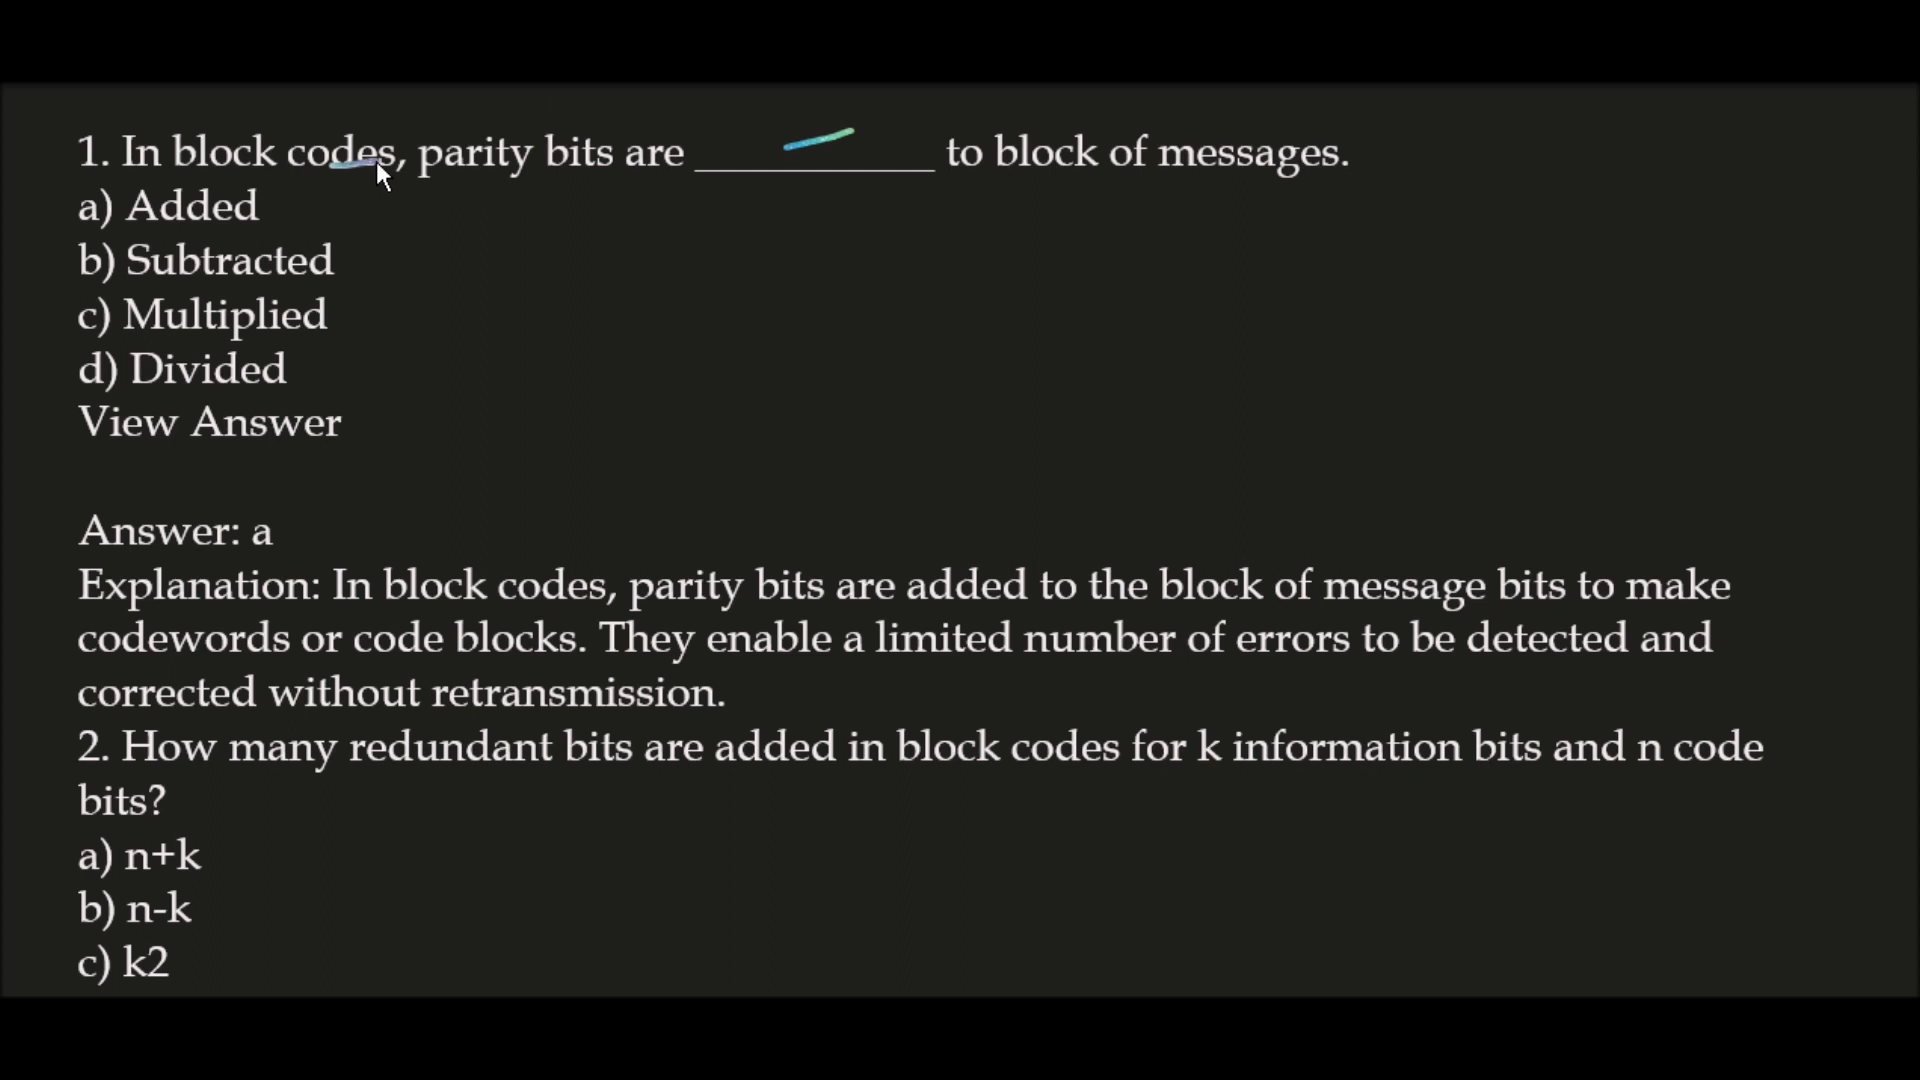 1. In block codes, parity bits are ____________ to block of messages.
a) Added
b) Subtracted
c) Multiplied
d) Divided
View Answer
Answer: a
Explanation: In block codes, parity bits are added to the block of message bits to make
codewords or code blocks. They enable a limited number of errors to be detected and
corrected without retransmission.
2. How many redundant bits are added in block codes for k information bits and n code
bits?
a) n+k
b) n-k
c) k2